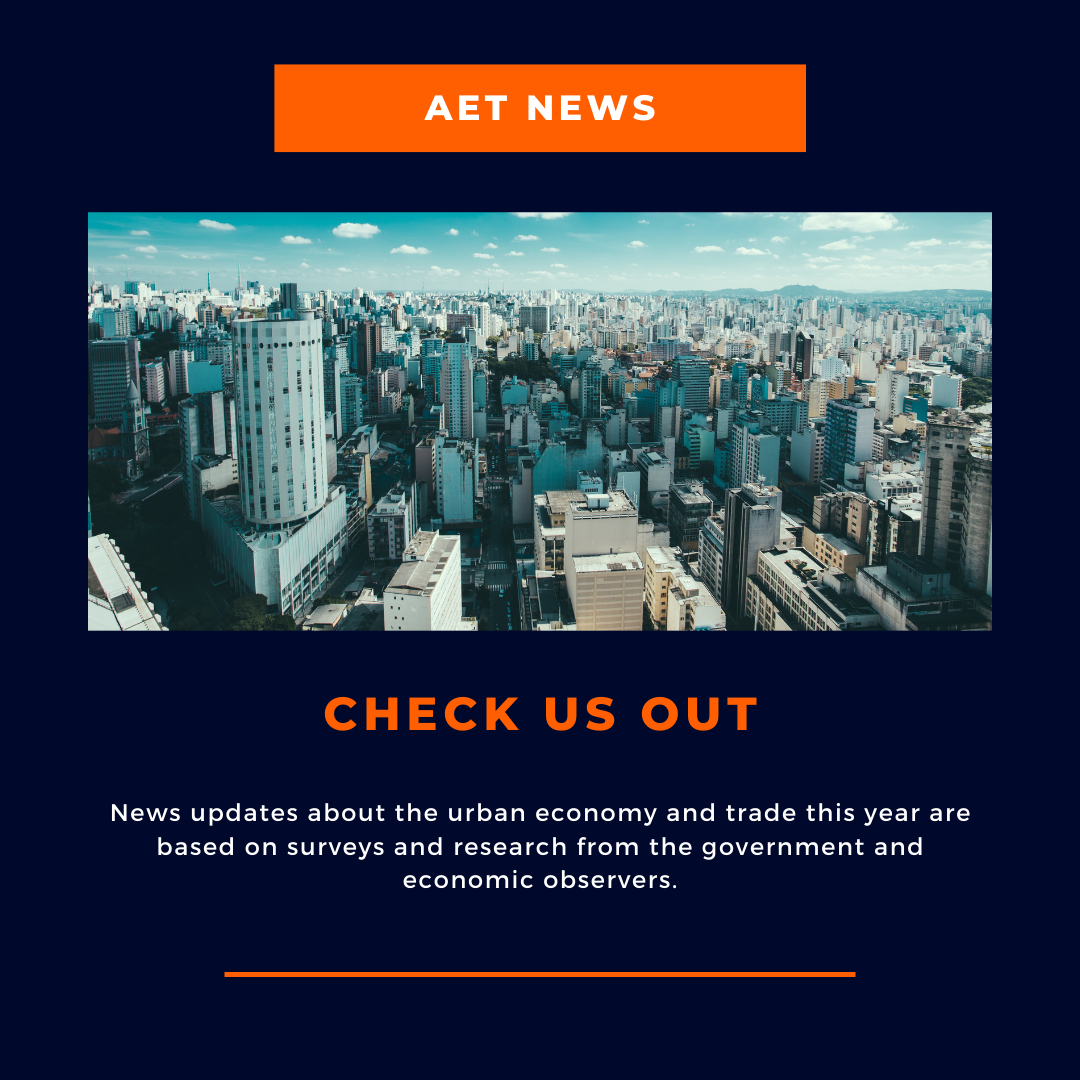 AET NEWS
CHECK US OUT
News updates about the urban economy and trade this year are
based on surveys and research from the government and
economic observers.